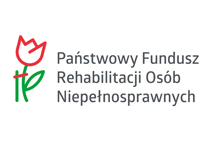 Państwowy Fundusz
Rehabilitacji Osób
Niepełnosprawnych